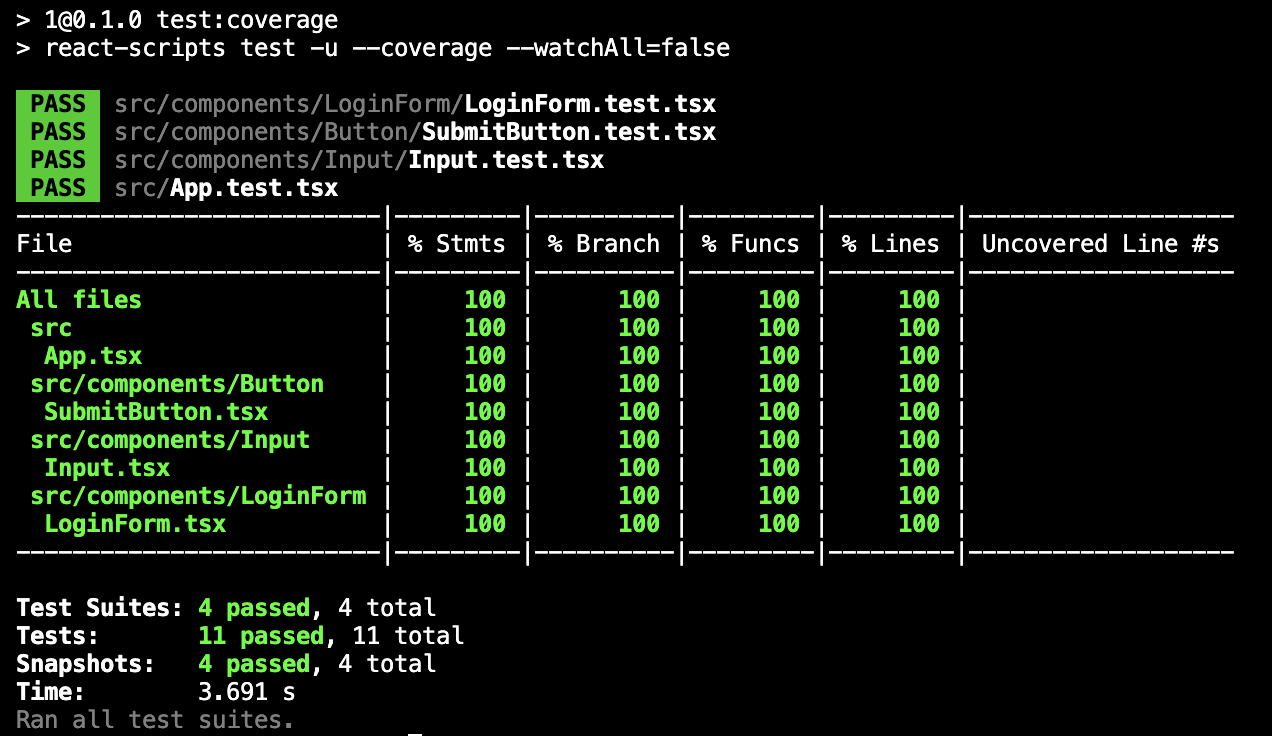 > 1@0.1.0 test:coverage
> react-scripts test -u --coverage --watchAll=false
PASS src/components/LoginForm/LoginForm.test.tsx
PASS src/components/Button/SubmitButton.test.tsx
PASS src/components/Input/Input.test.tsx
PASS src/App.test.tsx
--------------------------|---------|----------|---------|---------|-------------------
File                      | % Stmts | % Branch | % Funcs | % Lines | Uncovered Line #s
--------------------------|---------|----------|---------|---------|-------------------
All files                 |     100 |      100 |     100 |     100 |
 src                      |     100 |      100 |     100 |     100 |
  App.tsx                 |     100 |      100 |     100 |     100 |
 src/components/Button    |     100 |      100 |     100 |     100 |
  SubmitButton.tsx        |     100 |      100 |     100 |     100 |
 src/components/Input     |     100 |      100 |     100 |     100 |
  Input.tsx               |     100 |      100 |     100 |     100 |
 src/components/LoginForm |     100 |      100 |     100 |     100 |
  LoginForm.tsx           |     100 |      100 |     100 |     100 |
--------------------------|---------|----------|---------|---------|-------------------
Test Suites: 4 passed, 4 total
Tests:       11 passed, 11 total
Snapshots:   4 passed, 4 total
Time:        3.691 s
Ran all test suites.